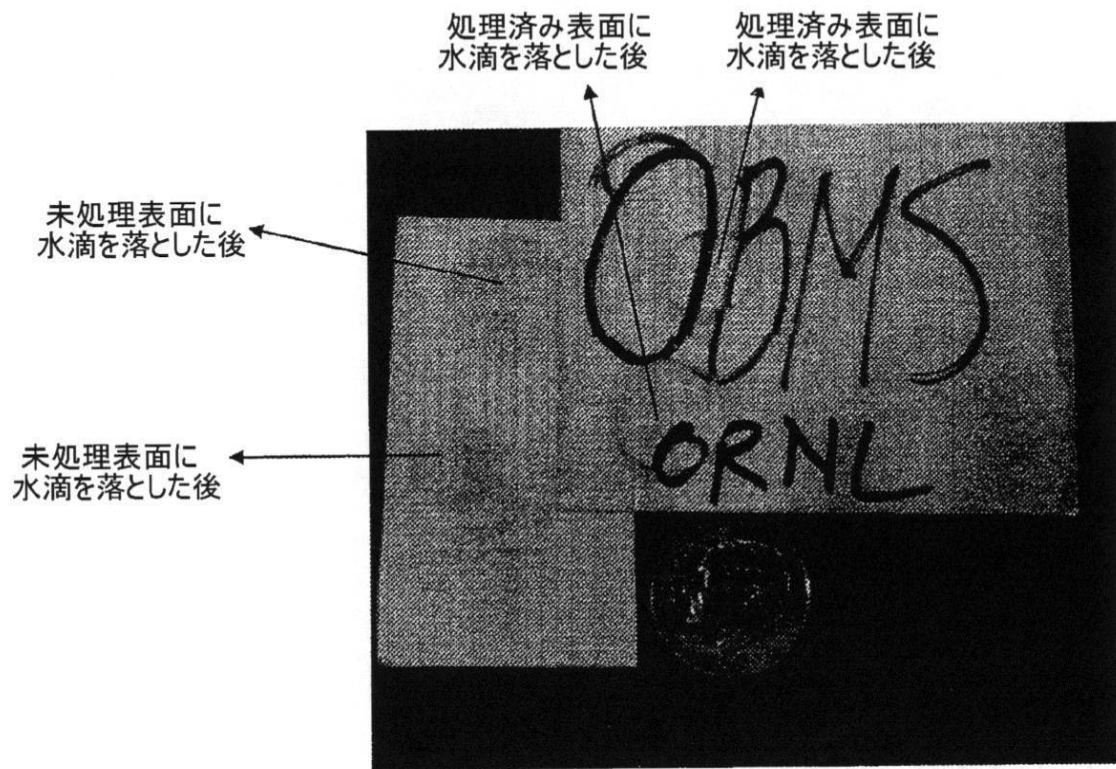 処理済み表面に
水滴を落とした後
処理済み表面に
水滴を落とした後
未処理表面に
水滴を落とした後
未処理表面に
水滴を落とした後
OBMS
ORNL